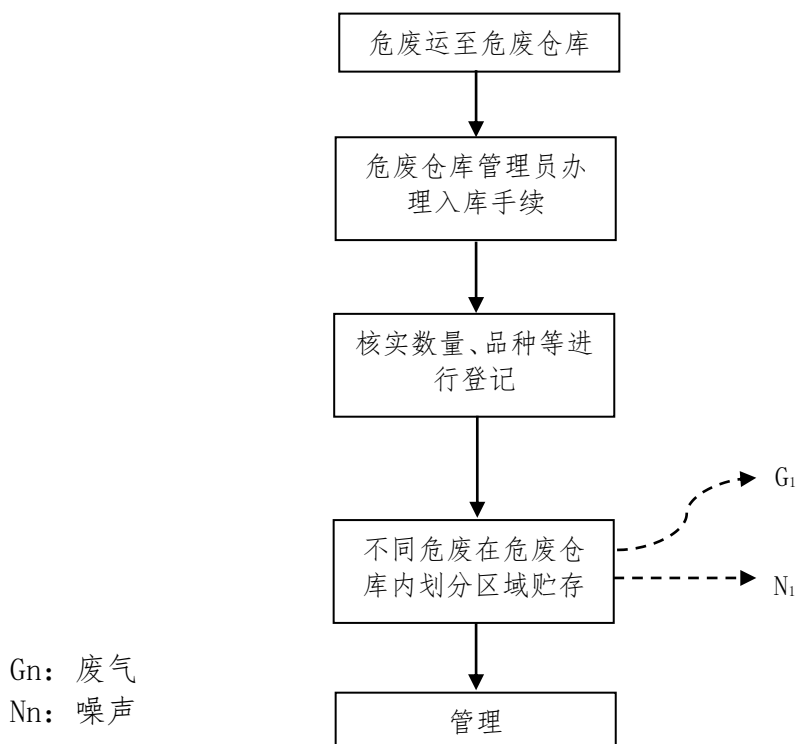 危废运至危废仓库
危废仓库管理员办
理入库手续
核实数量、品种等进
行登记
G₁
不同危废在危废仓
库内划分区域贮存
N₁
Gn：废气
Nn：噪声
管理